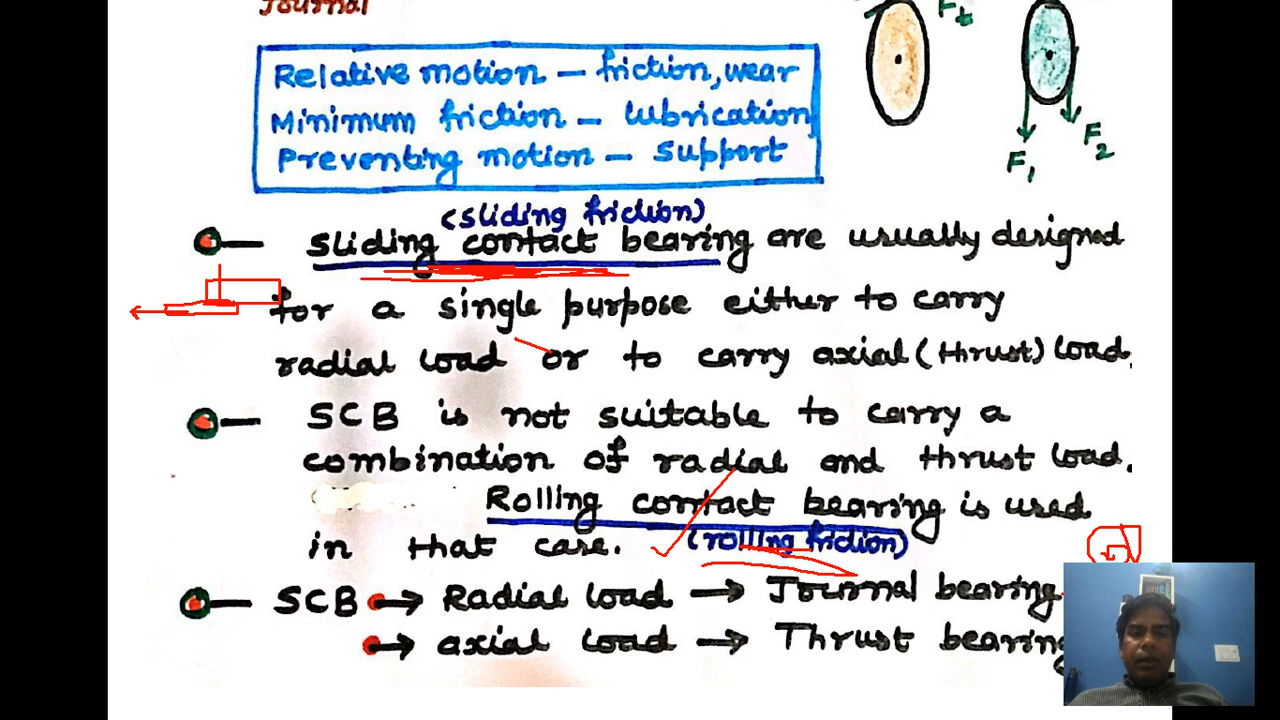 Journal
Ft
Relative motion – friction, wear
Minimum friction – lubrication,
Preventing motion – support
F1
F2
(sliding friction)
Sliding contact bearing are usually designed
for a single purpose either to carry
radial load or to carry axial (thrust) load.
SCB is not suitable to carry a
combination of radial and thrust load.
Rolling contact bearing is used
in that case. (rolling friction)
SCB → Radial load → Journal bearing
→ axial load → Thrust bearing